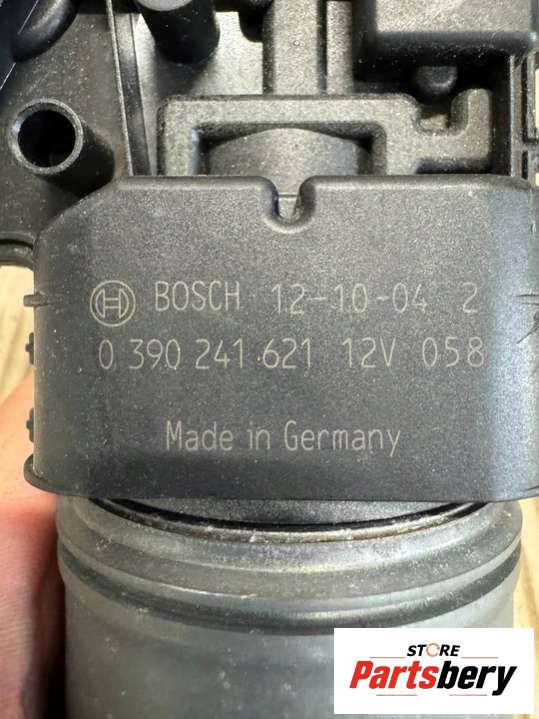 BOSCH 12-10-04 2
0 390 241 621 12V 058
Made in Germany
STORE
Partsbery